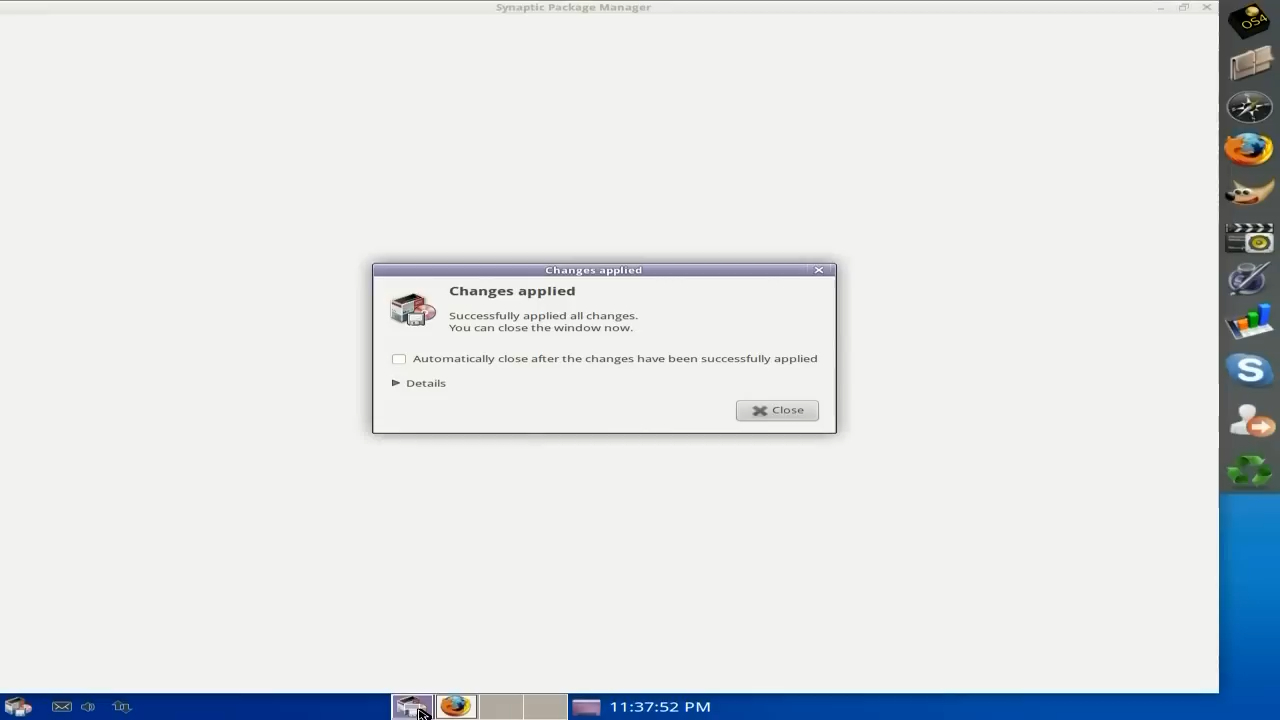 Synaptic Package Manager
OS4
Changes applied
Changes applied
Successfully applied all changes.
You can close the window now.
Automatically close after the changes have been successfully applied
Details
Close
S
11:37:52 PM